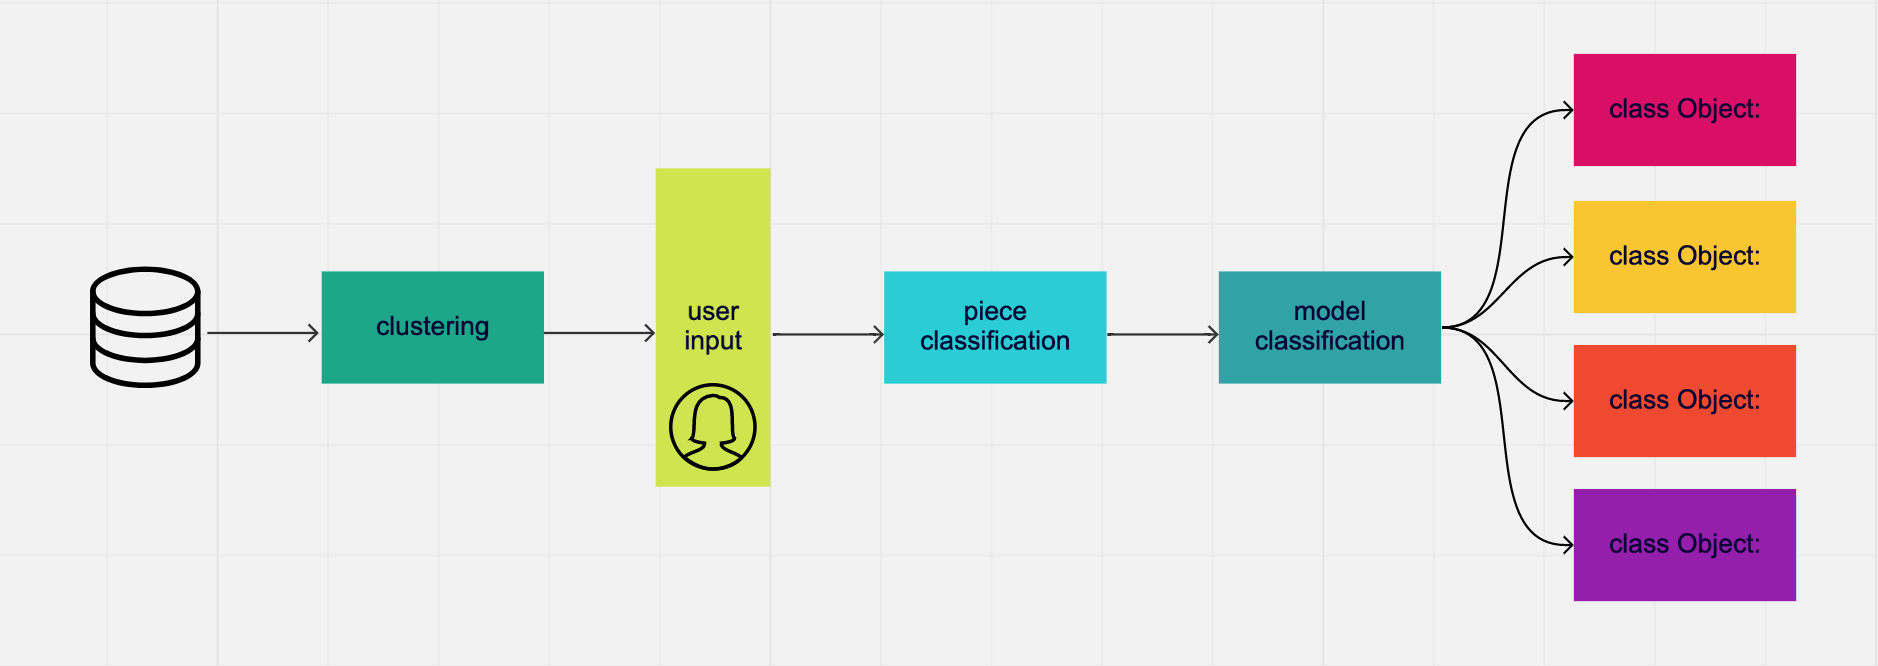 clustering
user
input
piece
classification
model
classification
class Object:
class Object:
class Object:
class Object: